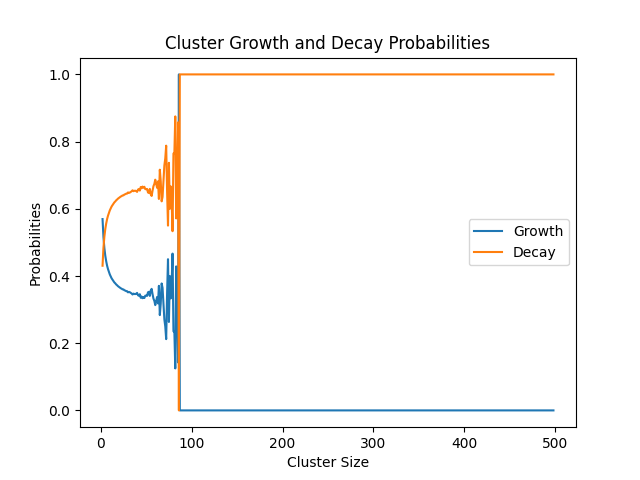 Cluster Growth and Decay Probabilities
Probabilities
1.0
0.8
0.6
0.4
0.2
0.0
Growth
Decay
0
100
200
300
400
500
Cluster Size